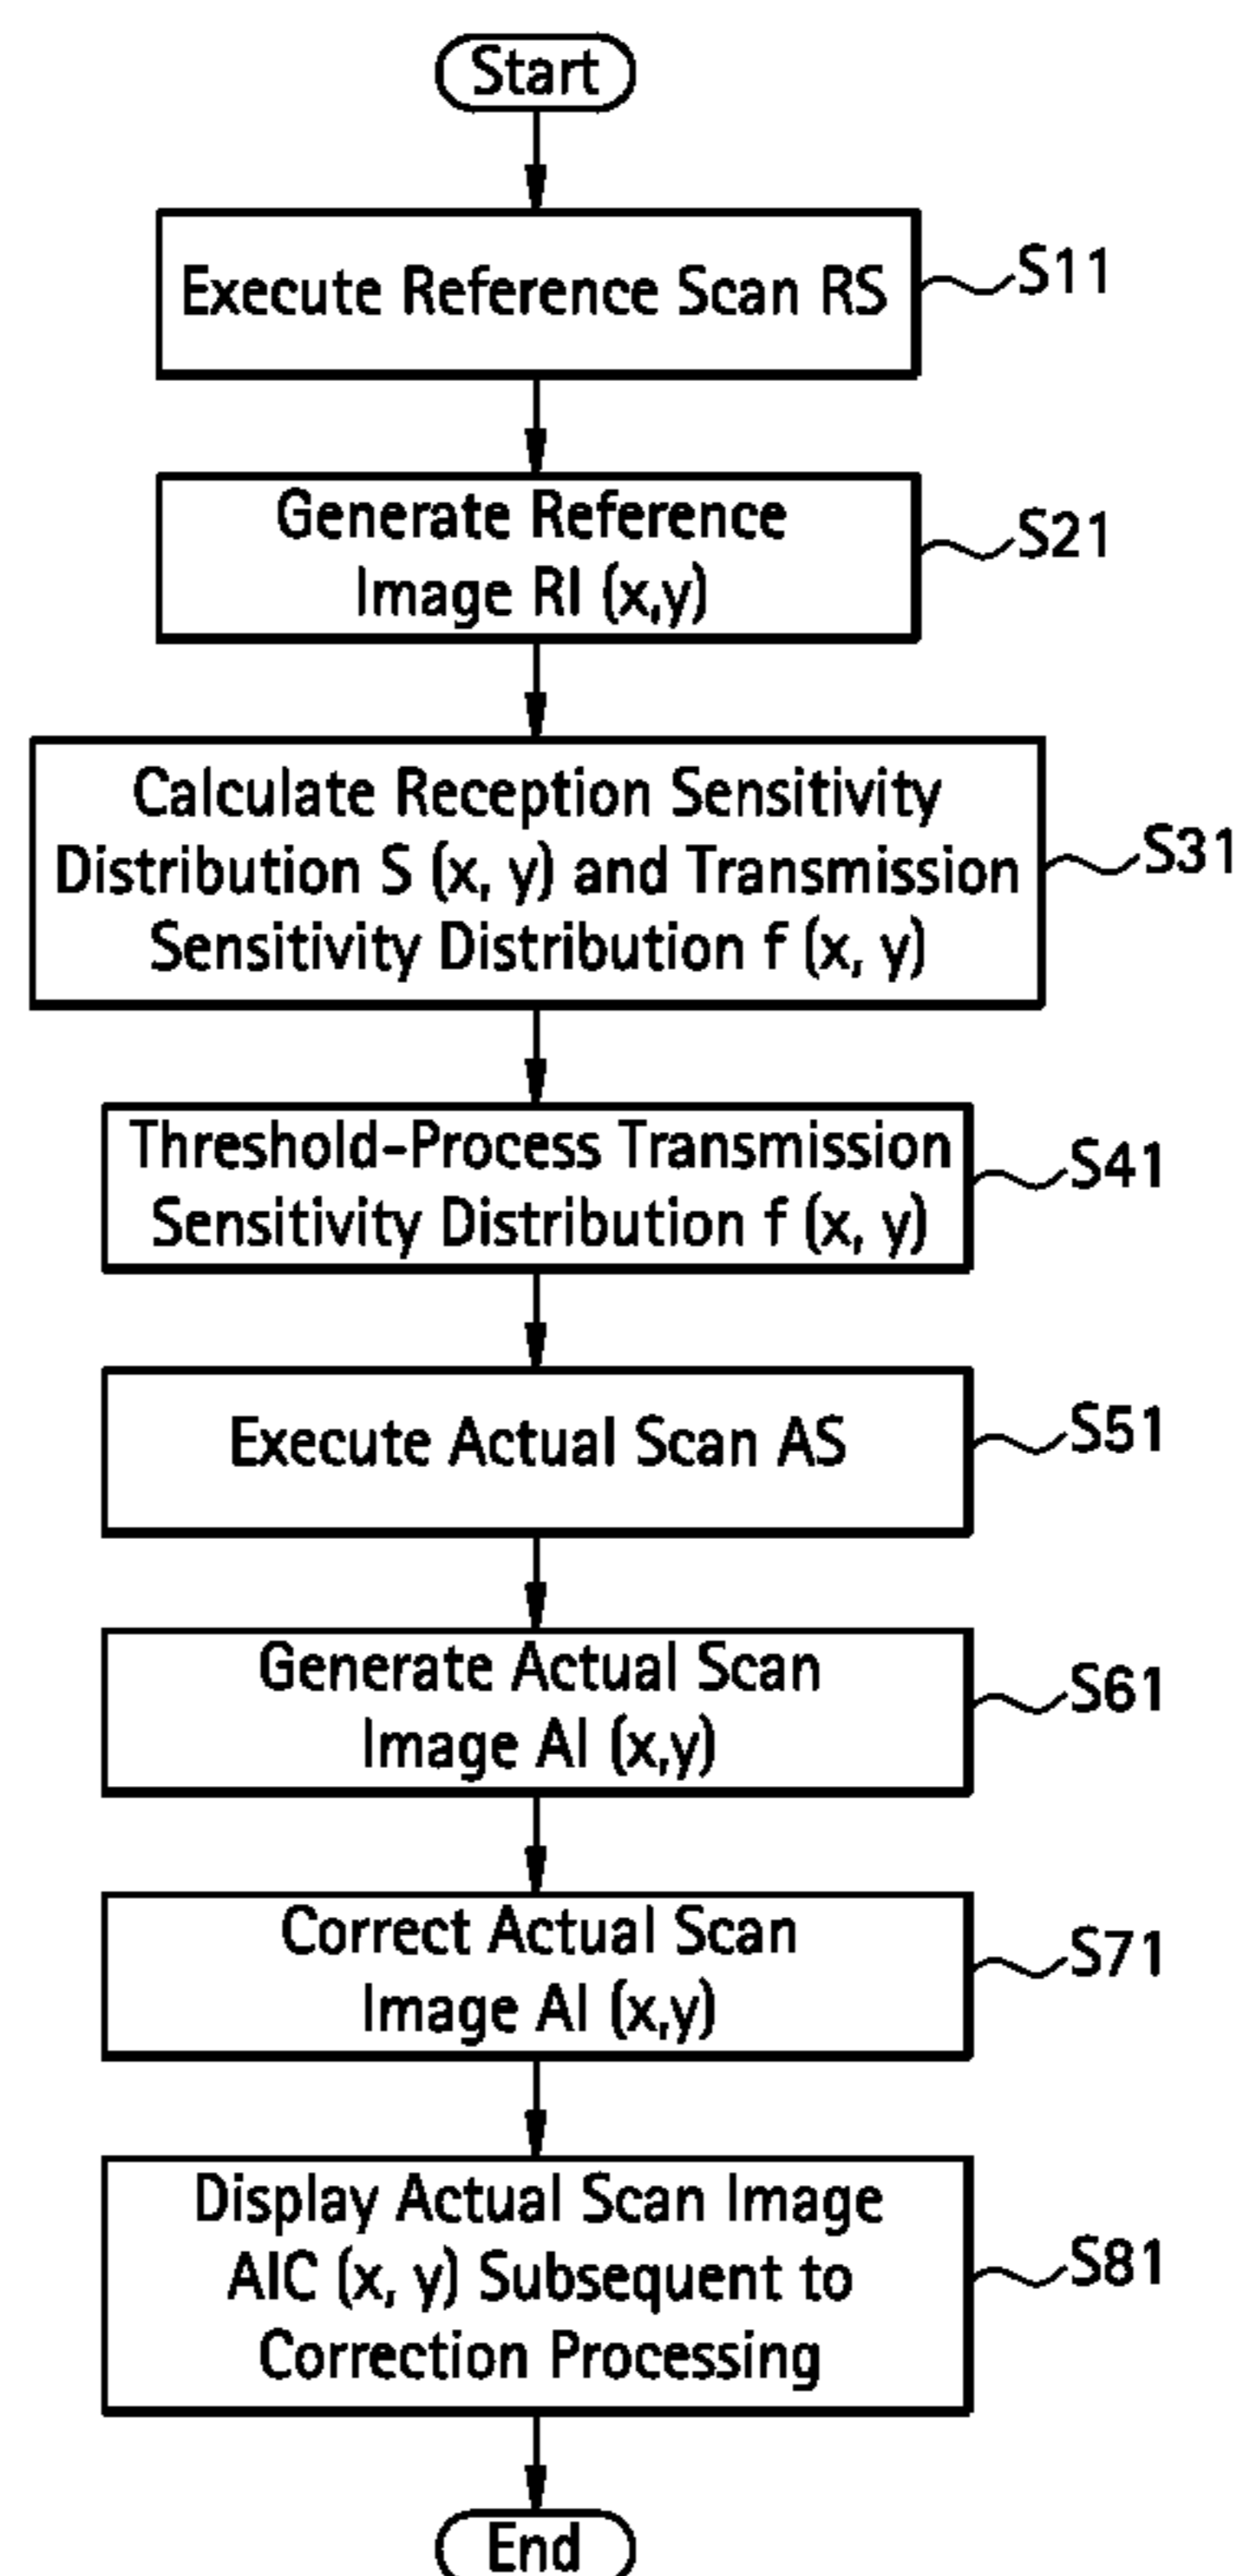 Start
Execute Reference Scan RS
S11
Generate Reference
Image RI (x,y)
S21
Calculate Reception Sensitivity
Distribution S (x, y) and Transmission
Sensitivity Distribution f (x, y)
S31
Threshold-Process Transmission
Sensitivity Distribution f (x, y)
S41
Execute Actual Scan AS
S51
Generate Actual Scan
Image AI (x,y)
S61
Correct Actual Scan
Image AI (x,y)
S71
Display Actual Scan Image
AIC (x, y) Subsequent to
Correction Processing
S81
End